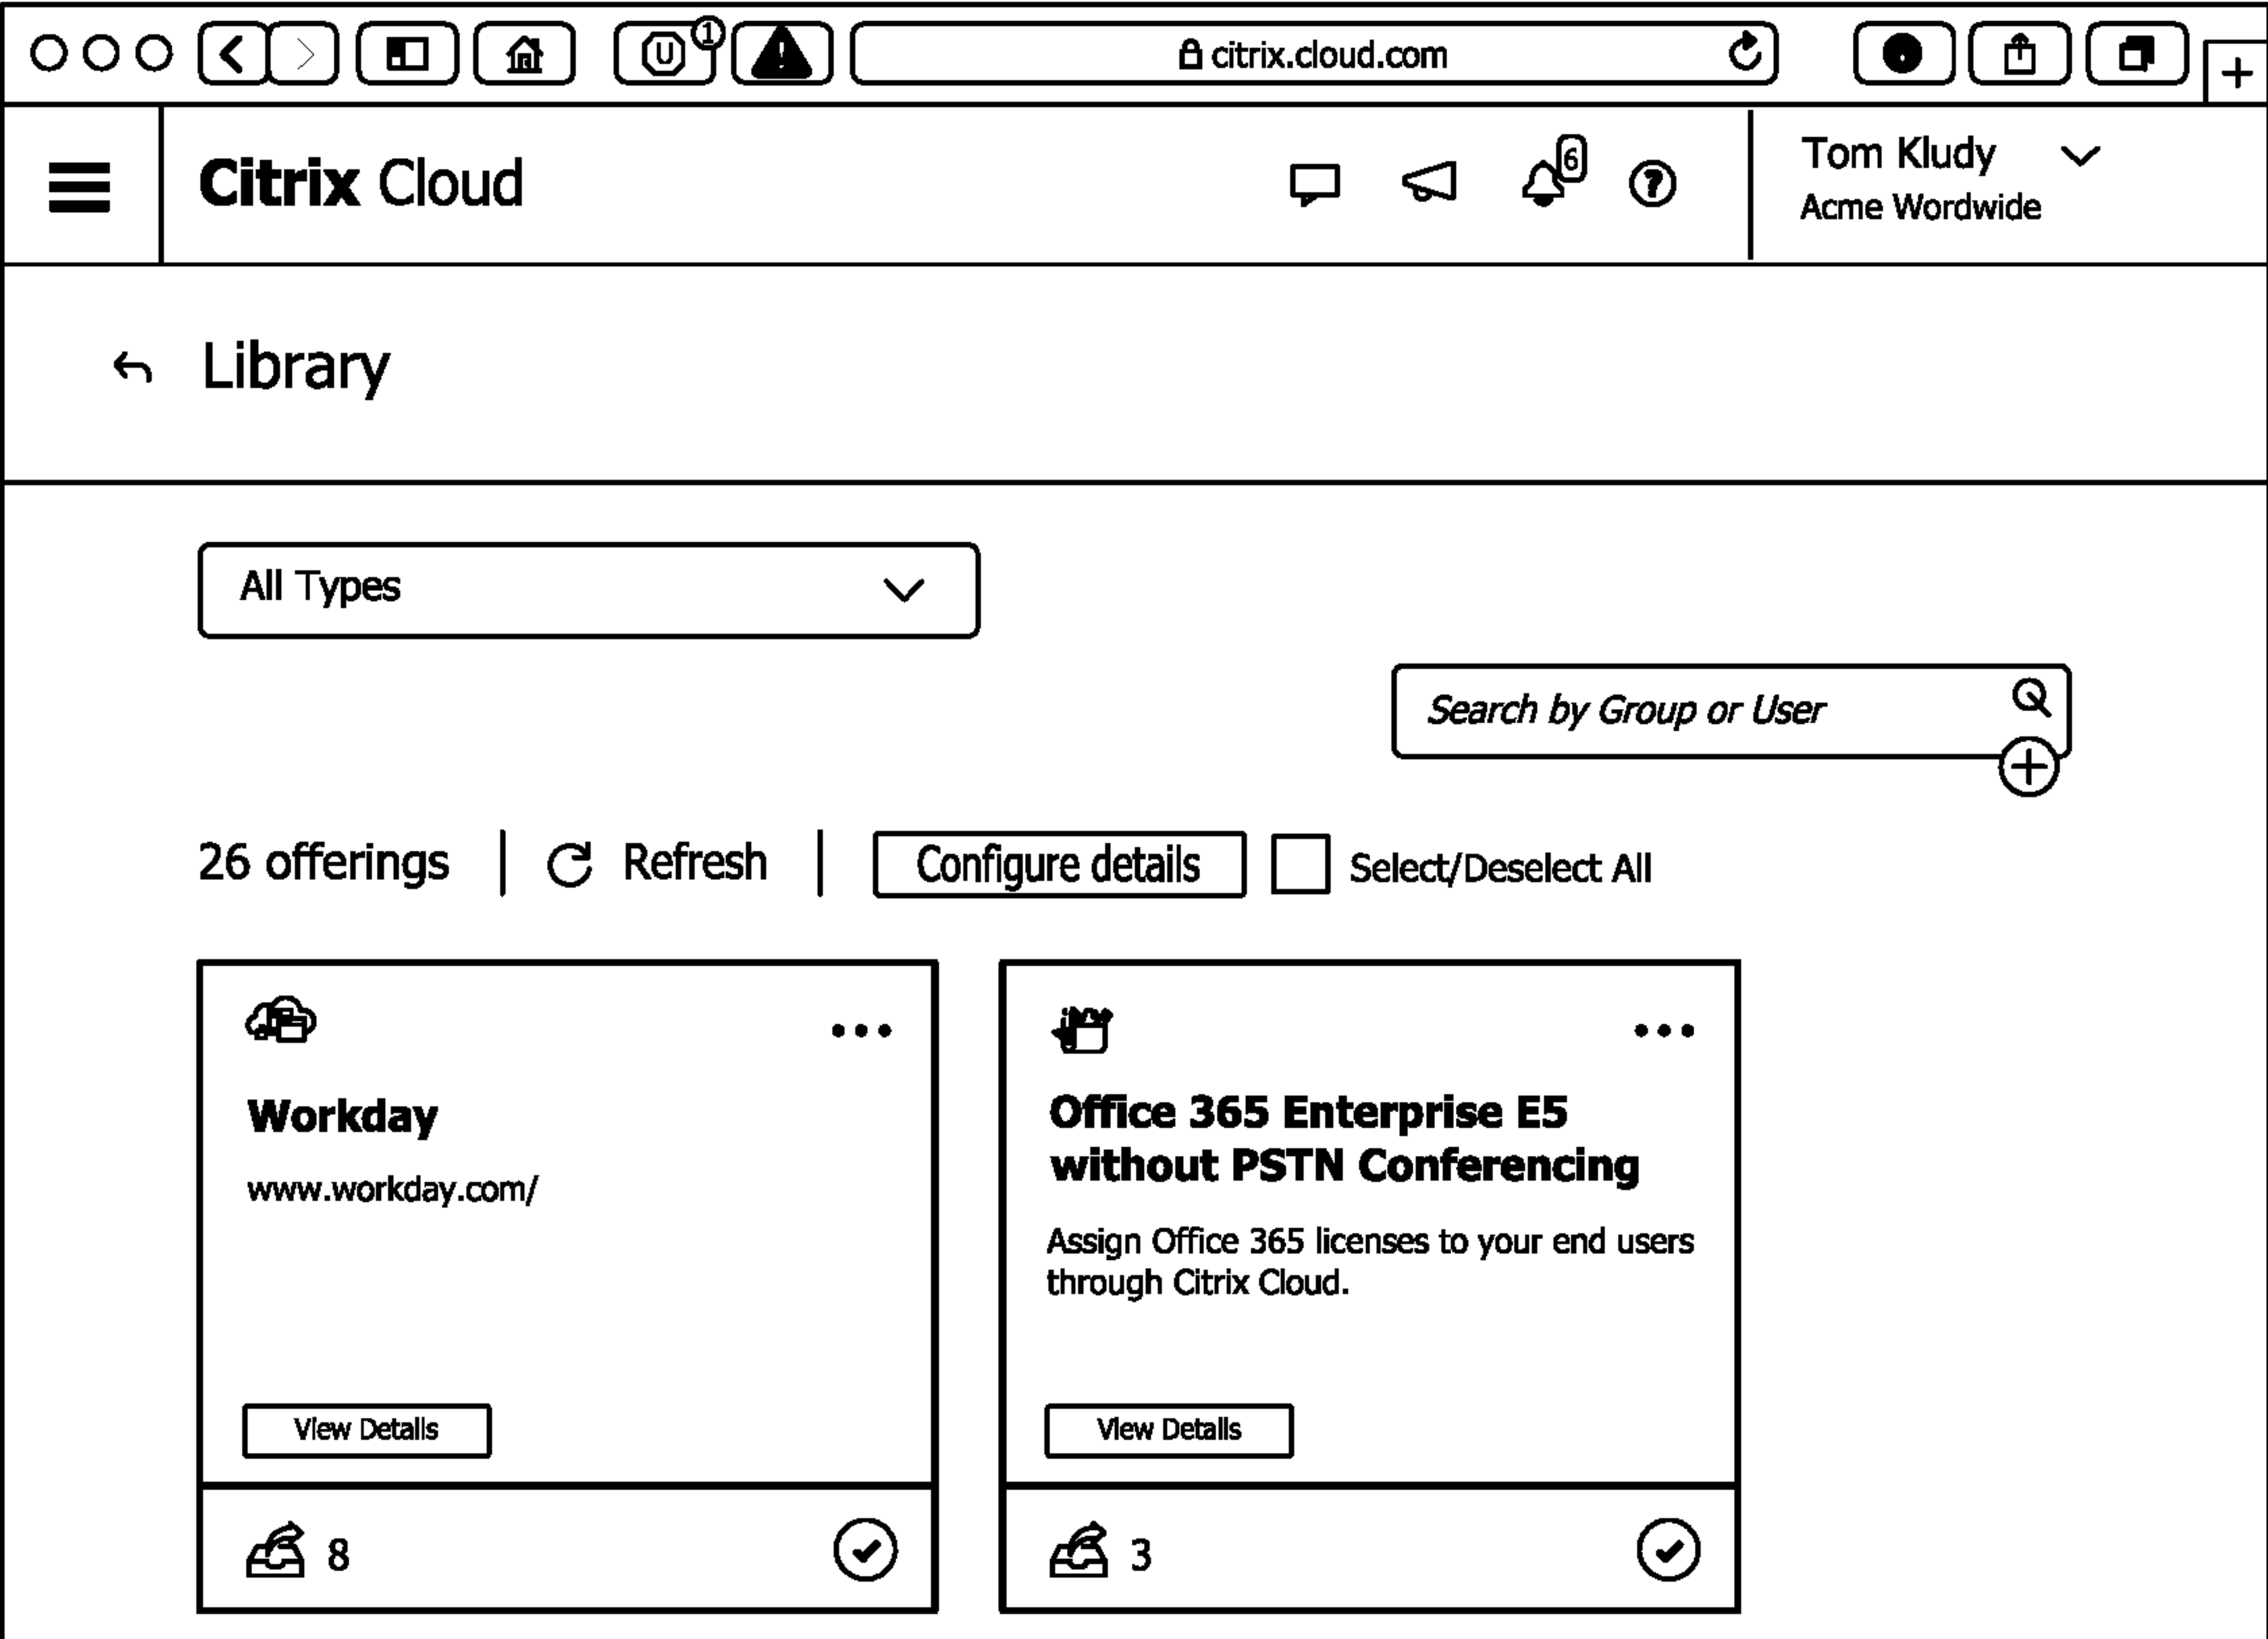 U
1
!
citrix.cloud.com
+
Citrix Cloud
6
?
Tom Kludy
Acme Wordwide
Library
All Types
Search by Group or User
26 offerings | Refresh | Configure details Select/Deselect All
Workday
www.workday.com/
View Details
8
Office 365 Enterprise E5
without PSTN Conferencing
Assign Office 365 licenses to your end users
through Citrix Cloud.
View Details
3